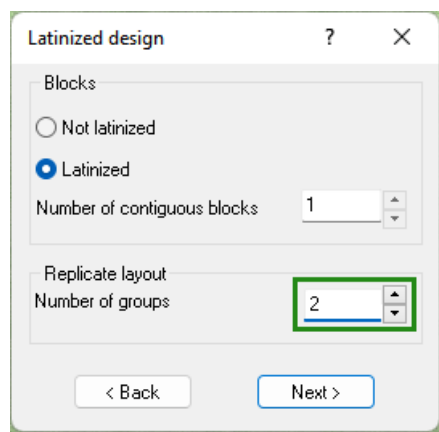 Latinized design ?
Blocks
Not latinized
Latinized
Number of contiguous blocks 1
Replicate layout
Number of groups 2
< Back Next >